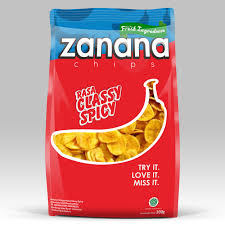 Fresh Ingredients
zanana
chips
RASA
CLASSY
SPICY
TRY IT.
LOVE IT.
MISS IT.